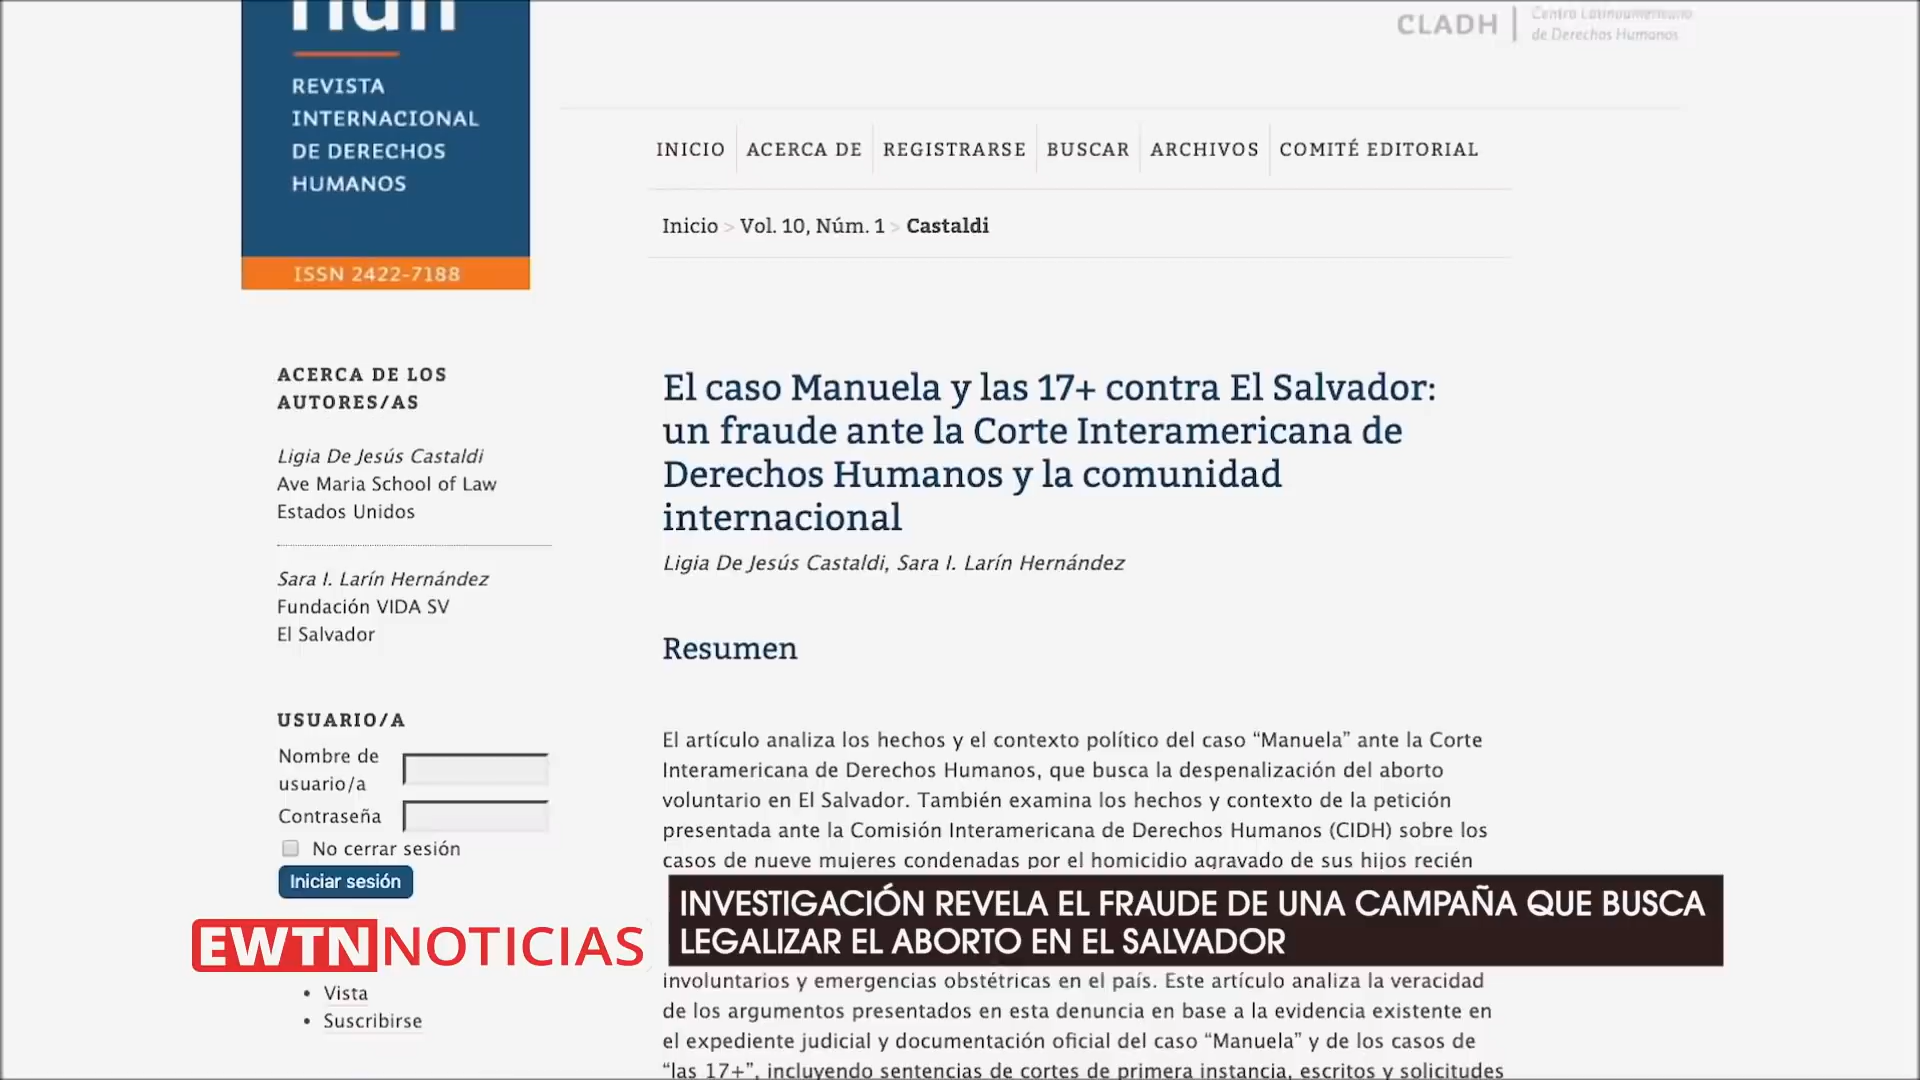 CLADH
Centro Latinoamericano
de Derechos Humanos
REVISTA
INTERNACIONAL
DE DERECHOS
HUMANOS
ISSN 2422-7188
INICIO
ACERCA DE
REGISTRARSE
BUSCAR
ARCHIVOS
COMITÉ EDITORIAL
Inicio > Vol. 10, Núm. 1 > Castaldi
ACERCA DE LOS
AUTORES/AS
Ligia De Jesús Castaldi
Ave Maria School of Law
Estados Unidos
Sara I. Larín Hernández
Fundación VIDA SV
El Salvador
USUARIO/A
Nombre de
usuario/a
Contraseña
No cerrar sesión
Iniciar sesión
Vista
Suscribirse
El caso Manuela y las 17+ contra El Salvador:
un fraude ante la Corte Interamericana de
Derechos Humanos y la comunidad
internacional
Ligia De Jesús Castaldi, Sara I. Larín Hernández
Resumen
El artículo analiza los hechos y el contexto político del caso “Manuela” ante la Corte
Interamericana de Derechos Humanos, que busca la despenalización del aborto
voluntario en El Salvador. También examina los hechos y contexto de la petición
presentada ante la Comisión Interamericana de Derechos Humanos (CIDH) sobre los
casos de nueve mujeres condenadas por el homicidio agravado de sus hijos recién
EWTN NOTICIAS
INVESTIGACIÓN REVELA EL FRAUDE DE UNA CAMPAÑA QUE BUSCA
LEGALIZAR EL ABORTO EN EL SALVADOR
involuntarios y emergencias obstétricas en el país. Este artículo analiza la veracidad
de los argumentos presentados en esta denuncia en base a la evidencia existente en
el expediente judicial y documentación oficial del caso “Manuela” y de los casos de
“las 17+”, incluyendo sentencias de cortes de primera instancia, escritos y solicitudes